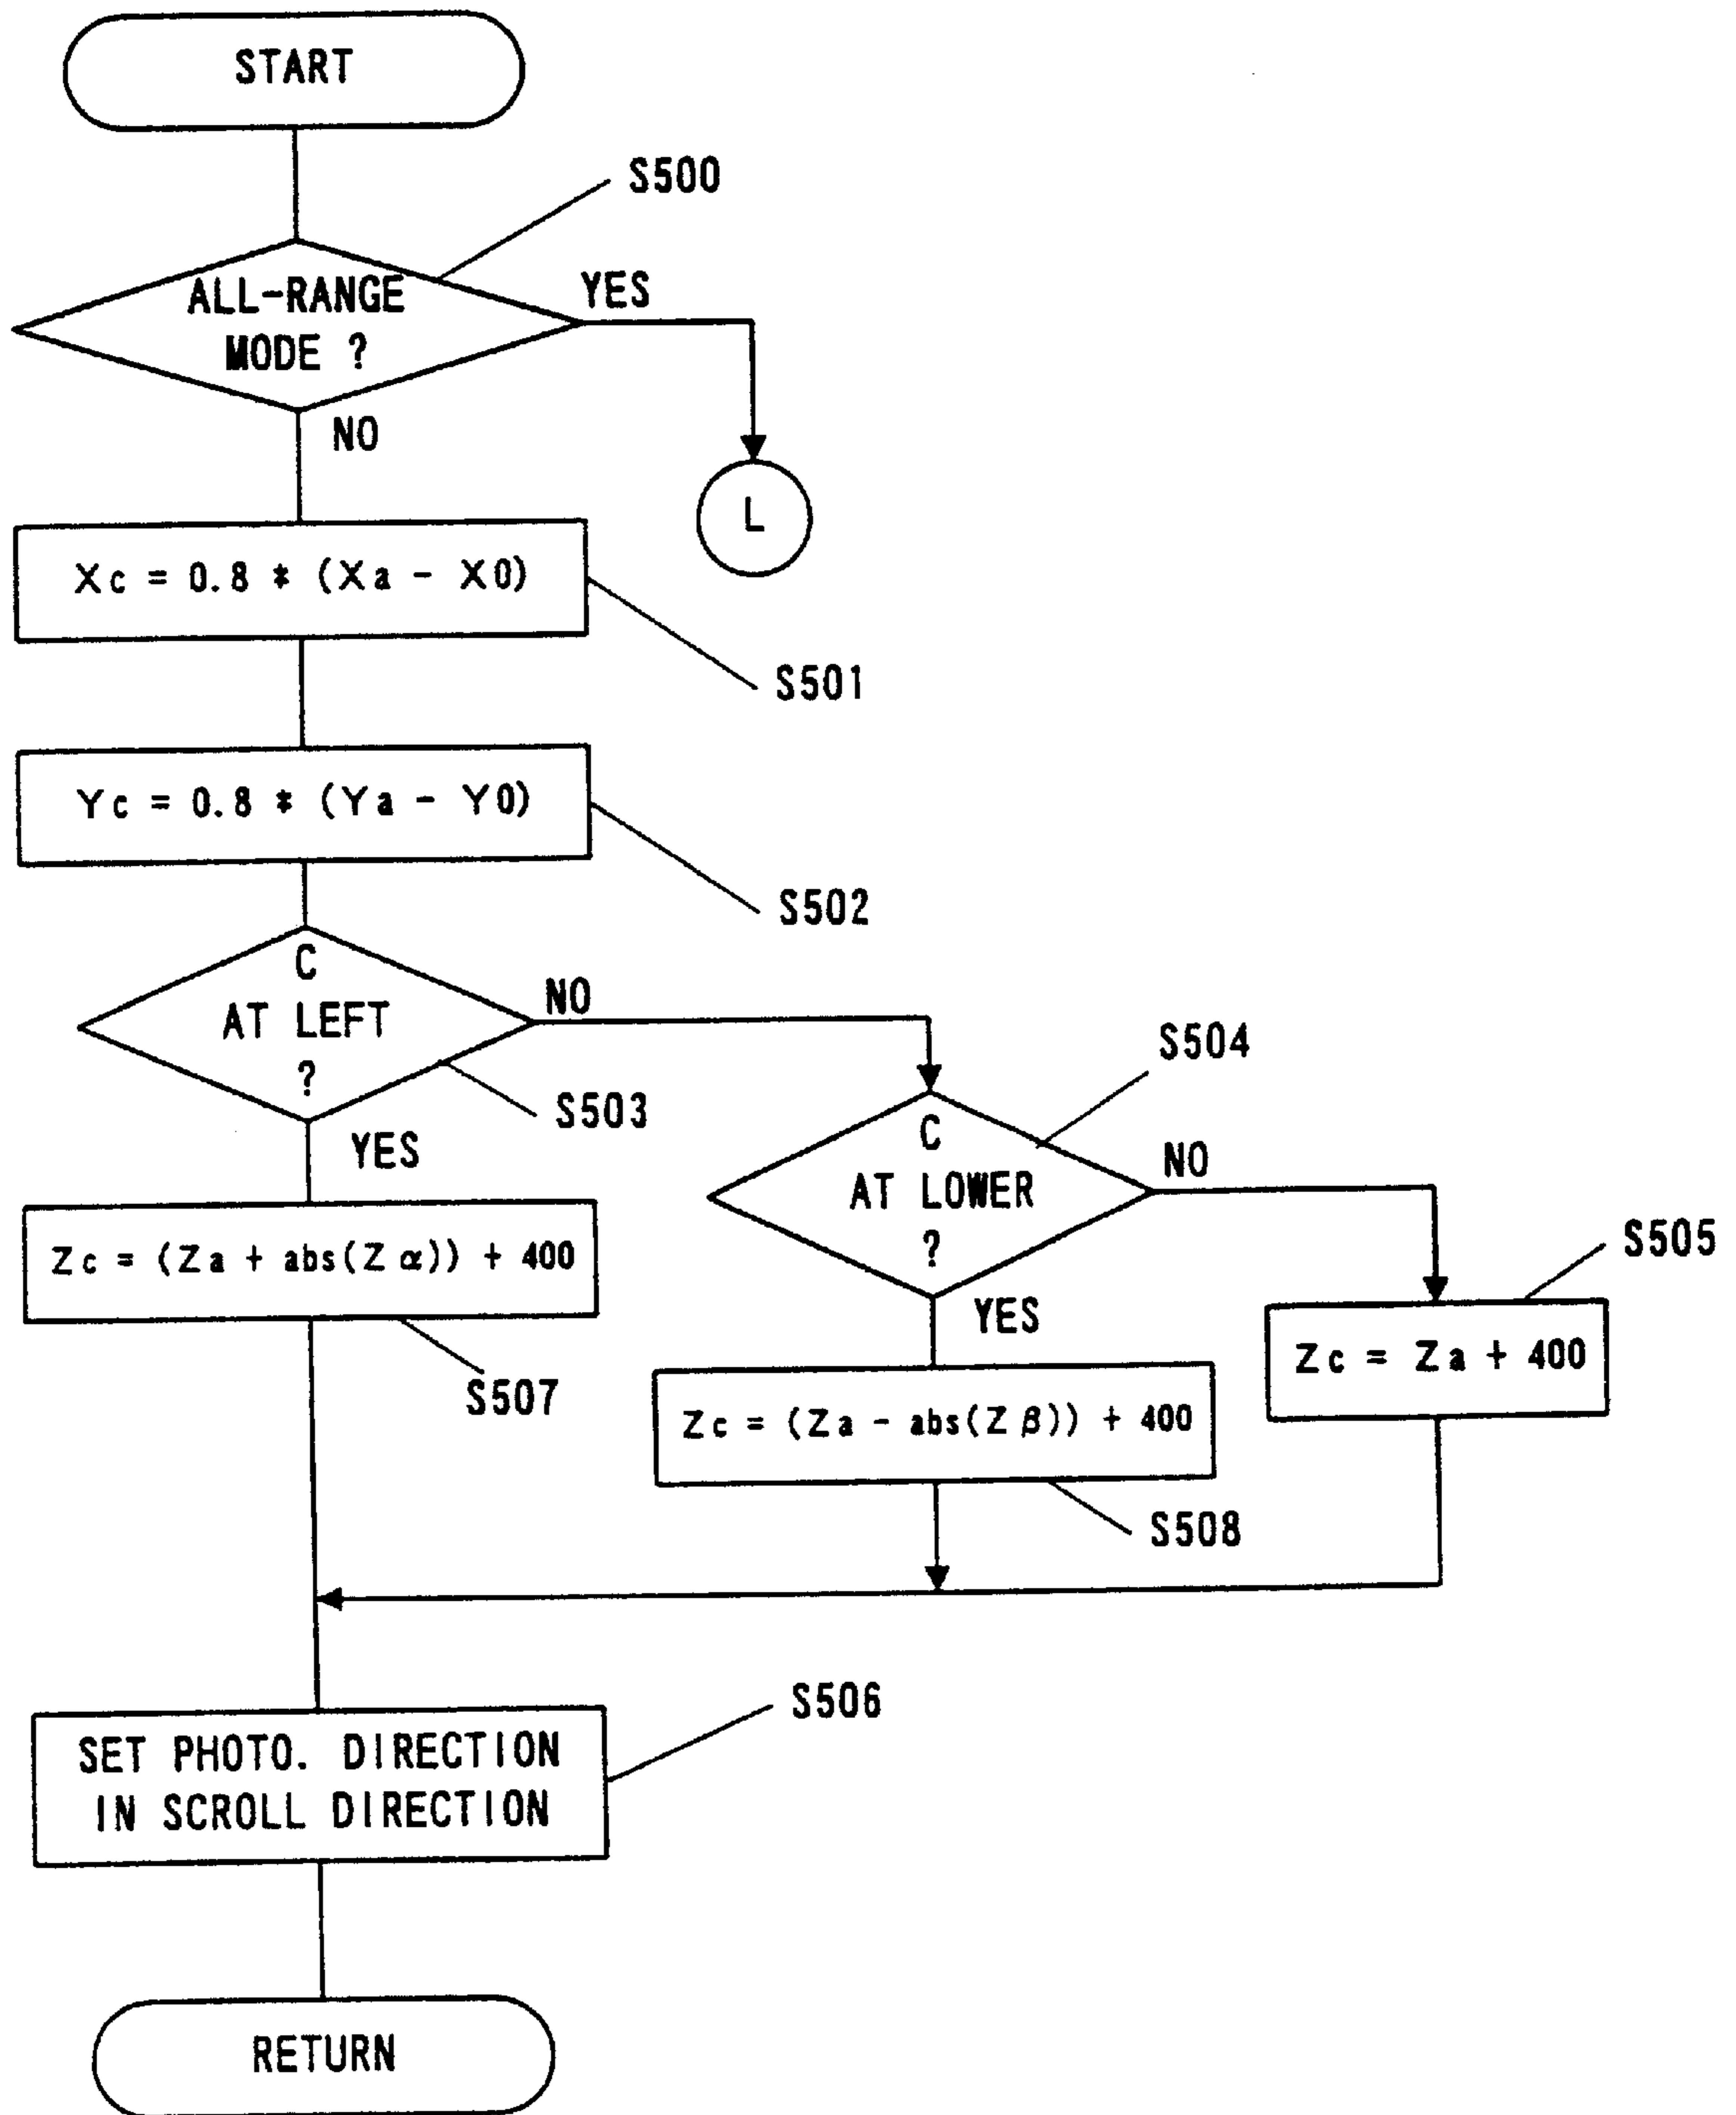 START
S500
ALL-RANGE
MODE ?
YES
NO
L
Xc = 0.8 * (Xa - X0)
S501
Yc = 0.8 * (Ya - Y0)
S502
C
AT LEFT
?
NO
S503
YES
S504
C
AT LOWER
?
NO
YES
S505
Zc = (Za + abs(Zα)) + 400
S507
Zc = Za + 400
Zc = (Za - abs(Zβ)) + 400
S508
S506
SET PHOTO. DIRECTION
IN SCROLL DIRECTION
RETURN